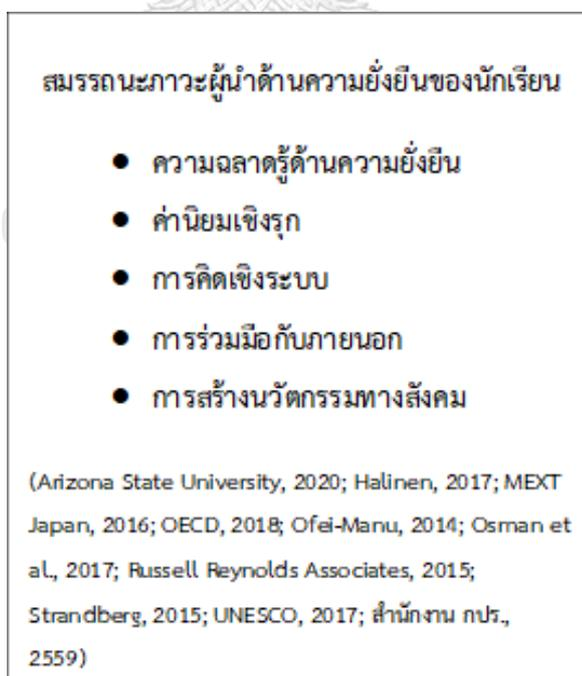 สมรรถนะภาวะผู้นำด้านความยั่งยืนของนักเรียน
● ความฉลาดรู้ด้านความยั่งยืน
● ค่านิยมเชิงรุก
● การคิดเชิงระบบ
● การร่วมมือกับภายนอก
● การสร้างนวัตกรรมทางสังคม
(Arizona State University, 2020; Halinen, 2017; MEXT
Japan, 2016; OECD, 2018; Ofei-Manu, 2014; Osman et
al., 2017; Russell Reynolds Associates, 2015;
Strandberg, 2015; UNESCO, 2017; สำนักงาน กปร.,
2559)